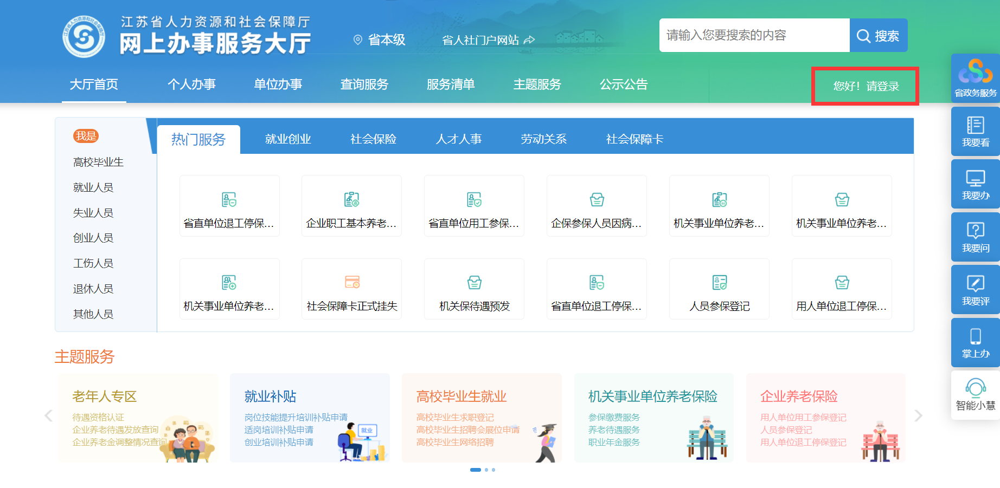 江苏省人力资源和社会保障厅
网上办事服务大厅
省本级
省人社门户网站
请输入您要搜索的内容
搜索
大厅首页
个人办事
单位办事
查询服务
服务清单
主题服务
公示公告
您好！请登录
省政务服务
我要看
我要办
我要问
我要评
掌上办
智能小慧
我是
高校毕业生
就业人员
失业人员
创业人员
工伤人员
退休人员
其他人员
热门服务
就业创业
社会保险
人才人事
劳动关系
社会保障卡
省直单位退工停保...
企业职工基本养老...
省直单位用工参保...
企保参保人员因病...
机关事业单位养老...
机关事业单位养老...
机关事业单位养老...
社会保障卡正式挂失
机关保待遇预发
省直单位退工停保...
人员参保登记
用人单位退工停保...
主题服务
老年人专区
待遇资格认证
企业养老待遇发放查询
企业养老金调整情况查询
就业补贴
岗位技能提升培训补贴申请
适岗培训补贴申请
创业培训补贴申请
就业
高校毕业生就业
高校毕业生求职登记
高校毕业生招聘会展位申请
高校毕业生网络招聘
机关事业单位养老保险
参保缴费服务
养老待遇服务
职业年金服务
企业养老保险
用人单位用工参保登记
人员参保登记
用人单位退工停保登记